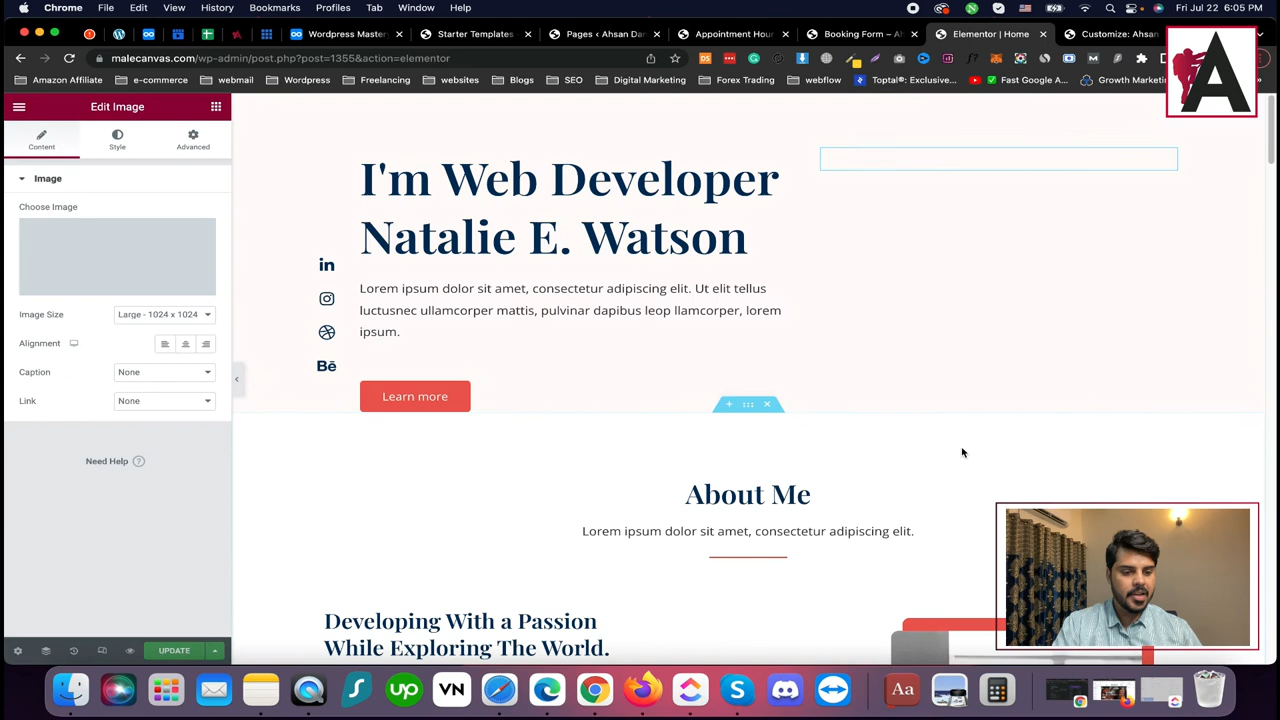 Chrome File Edit View History Bookmarks Profiles Tab Window Help
Fri Jul 22 6:05 PM
Wordpress Master
Starter Templates
Pages ‹ Ahsan Dan
Appointment Hour
Booking Form – Ah
Elementor | Home
Customize: Ahsan
malecanvas.com/wp-admin/post.php?post=1355&action=elementor
Amazon Affiliate e-commerce webmail Wordpress Freelancing websites Blogs SEO Digital Marketing Forex Trading webflow Toptal®: Exclusive... Fast Google A... Growth Market
A
Edit Image
Content Style Advanced
Image
Choose Image
Image Size Large - 1024 x 1024
Alignment
Caption None
Link None
Need Help ?
UPDATE
I'm Web Developer
Natalie E. Watson
Lorem ipsum dolor sit amet, consectetur adipiscing elit. Ut elit tellus
luctusnec ullamcorper mattis, pulvinar dapibus leop llamcorper, lorem
ipsum.
Learn more
About Me
Lorem ipsum dolor sit amet, consectetur adipiscing elit.
Developing With a Passion
While Exploring The World.